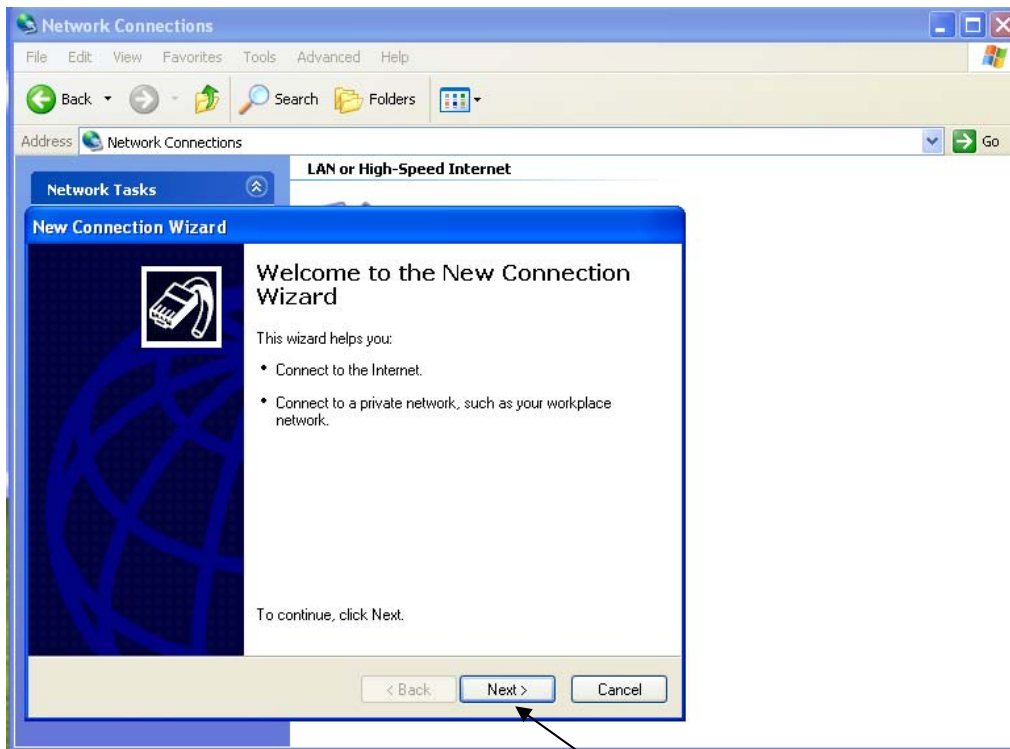 Network Connections
File Edit View Favorites Tools Advanced Help
Back Search Folders
Address Network Connections Go
LAN or High-Speed Internet
Network Tasks
New Connection Wizard
Welcome to the New Connection
Wizard
This wizard helps you:
• Connect to the Internet.
• Connect to a private network, such as your workplace
network.
To continue, click Next.
< Back Next > Cancel